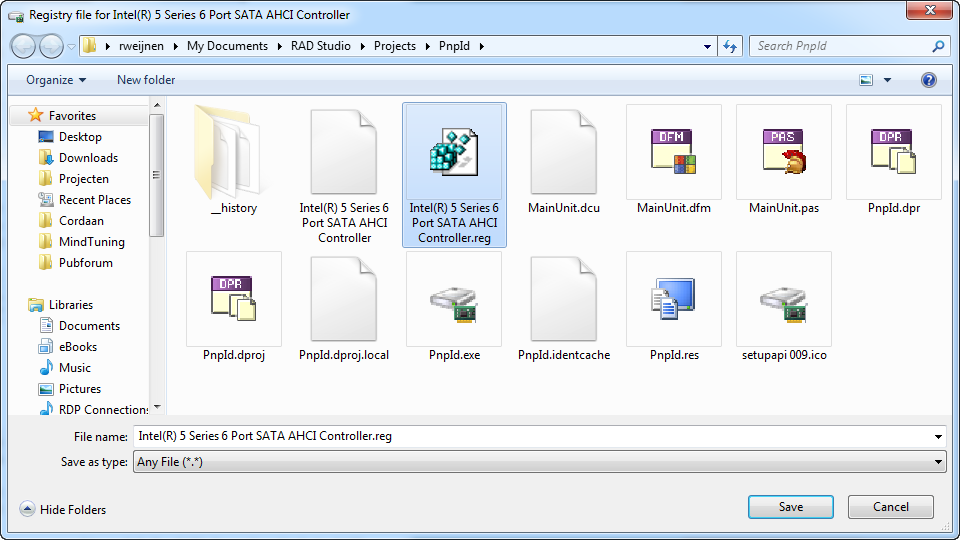 Registry file for Intel(R) 5 Series 6 Port SATA AHCI Controller
rweijnen
My Documents
RAD Studio
Projects
PnpId
Search PnpId
Organize
New folder
Favorites
Desktop
Downloads
Projecten
Recent Places
Cordaan
MindTuning
Pubforum
Libraries
Documents
eBooks
Music
Pictures
RDP Connections
__history
Intel(R) 5 Series 6
Port SATA AHCI
Controller
Intel(R) 5 Series 6
Port SATA AHCI
Controller.reg
MainUnit.dcu
DFM
MainUnit.dfm
PAS
MainUnit.pas
DPR
PnpId.dpr
DPR
PnpId.dproj
PnpId.dproj.local
PnpId.exe
PnpId.identcache
PnpId.res
setupapi 009.ico
File name:
Intel(R) 5 Series 6 Port SATA AHCI Controller.reg
Save as type:
Any File (*.*)
Hide Folders
Save
Cancel